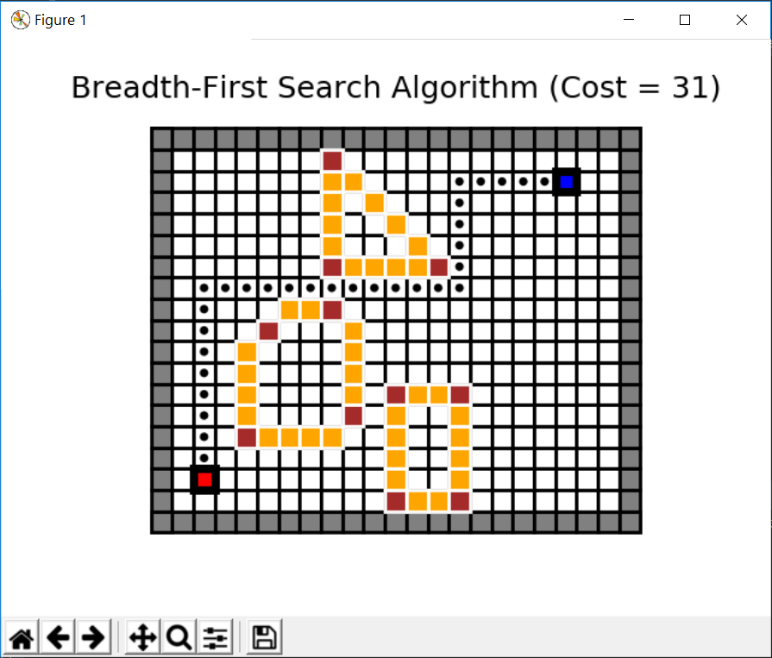 Figure 1
Breadth-First Search Algorithm (Cost = 31)